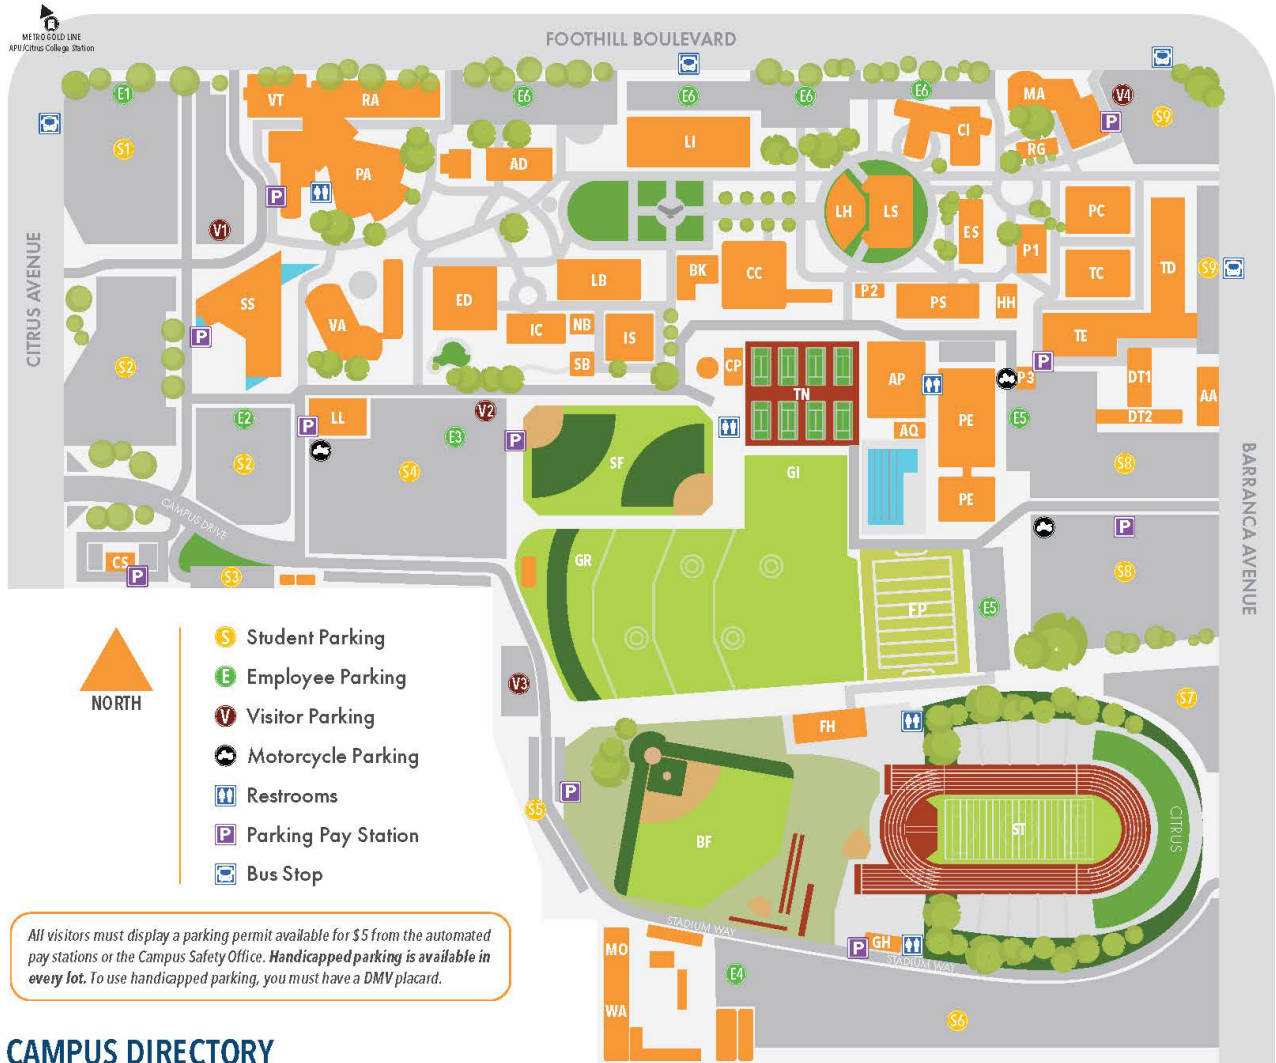 METRO GOLD LINE
APU/Citrus College Station
FOOTHILL BOULEVARD
CITRUS AVENUE
BARRANCA AVENUE
E1
S1
V1
VT
RA
PA
P
E6
E6
E6
E6
AD
LI
CI
MA
RG
V4
P
S9
LH
LS
ES
P1
PC
TC
TD
S9
SS
P
VA
ED
LB
BK
CC
P2
PS
HH
TE
IC
NB
IS
SB
S2
CP
TN
AP
PE
P3
P
DT1
DT2
AA
E2
S2
P
LL
V2
E3
S4
P
SF
AQ
E5
GI
PE
S8
CAMPUS DRIVE
CS
P
S3
GR
FP
E5
P
S8
NORTH
S Student Parking
E Employee Parking
V Visitor Parking
Motorcycle Parking
Restrooms
P Parking Pay Station
Bus Stop
V3
S7
FH
P
S5
BF
ST
CITRUS
STADIUM WAY
P
GH
STADIUM WAY
MO
WA
E4
S6
All visitors must display a parking permit available for $5 from the automated
pay stations or the Campus Safety Office. Handicapped parking is available in
every lot. To use handicapped parking, you must have a DMV placard.
CAMPUS DIRECTORY